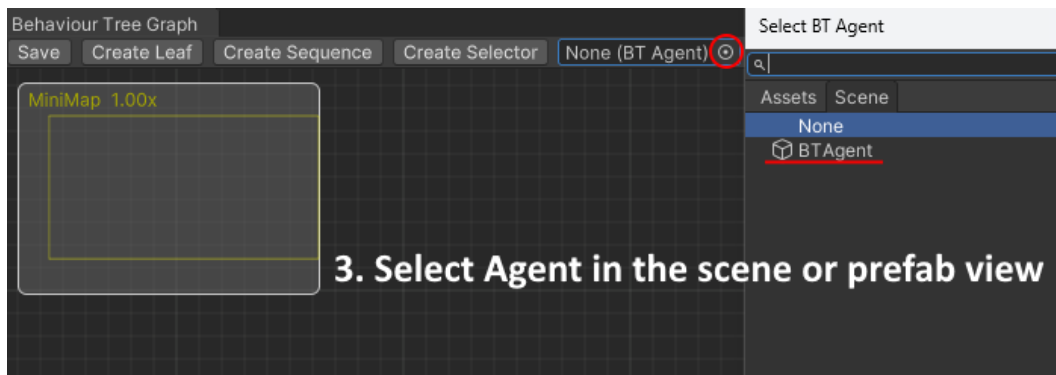 Behaviour Tree Graph
Save Create Leaf Create Sequence Create Selector None (BT Agent)
MiniMap 1.00x
Select BT Agent
Assets Scene
None
BTAgent
3. Select Agent in the scene or prefab view